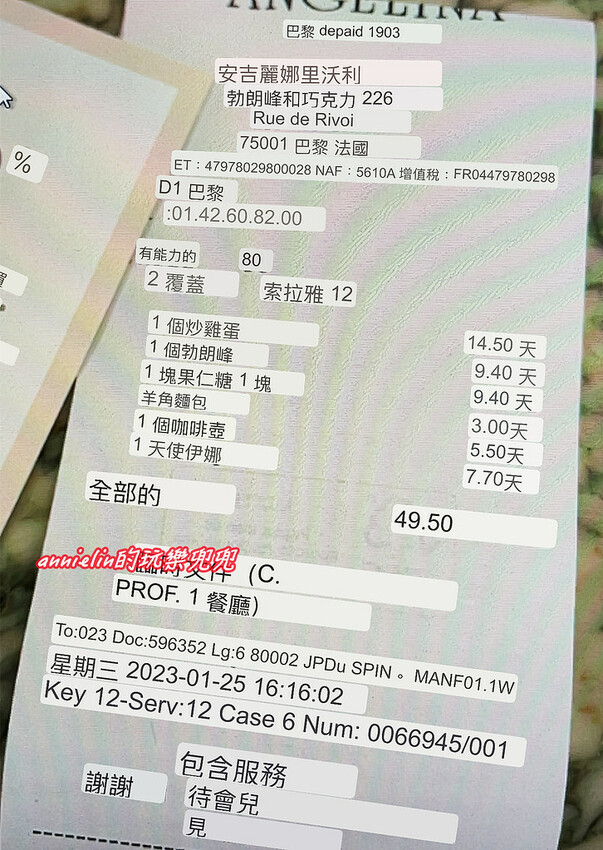 ANGELINA
巴黎 depaid 1903
安吉麗娜里沃利
勃朗峰和巧克力 226
Rue de Rivoi
75001 巴黎 法國
ET：47978029800028 NAF：5610A 增值稅：FR04479780298
D1 巴黎
:01.42.60.82.00
%
有能力的 80
2 覆蓋 索拉雅 12
1 個炒雞蛋 14.50 天
1 個勃朗峰 9.40 天
1 塊果仁糖 1 塊 9.40 天
羊角麵包 3.00天
1 個咖啡壺 5.50天
1 天使伊娜 7.70天
全部的
49.50
annielin的玩樂兜兜
臨時文件 (C.
PROF. 1 餐廳)
To:023 Doc:596352 Lg:6 80002 JPDu SPIN。 MANF01.1W
星期三 2023-01-25 16:16:02
Key 12-Serv:12 Case 6 Num: 0066945/001
包含服務
謝謝 待會兒
見